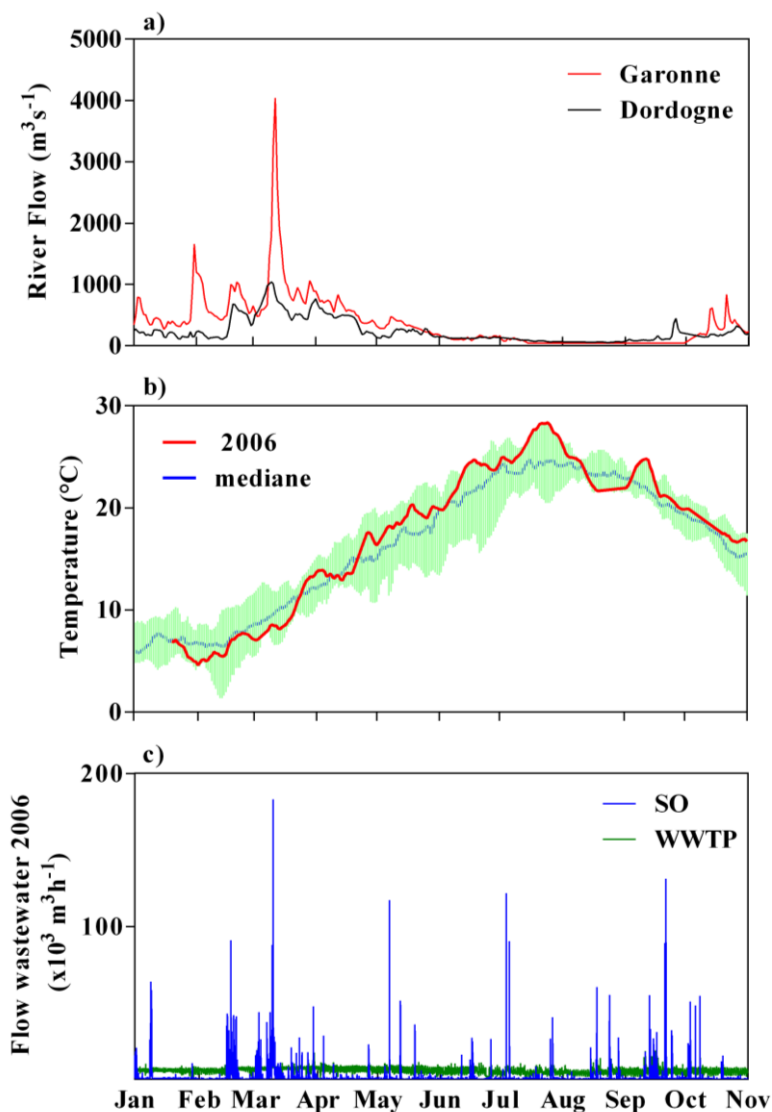 a)
River Flow (m³s⁻¹)
5000
4000
3000
2000
1000
0
Garonne
Dordogne
b)
Temperature (°C)
30
20
10
0
2006
mediane
c)
Flow wastewater 2006
(x10³ m³h⁻¹)
200
100
SO
WWTP
Jan Feb Mar Apr May Jun Jul Aug Sep Oct Nov